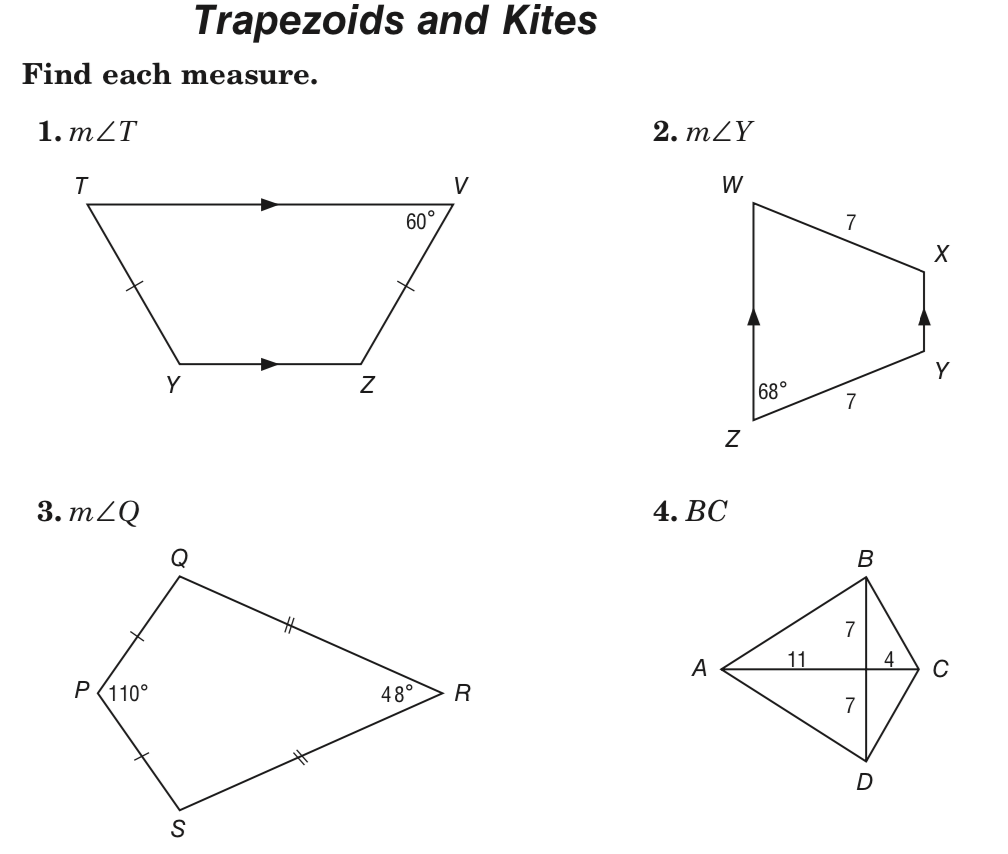 Trapezoids and Kites
Find each measure.
1. m∠T
T
V
60°
Y
Z
2. m∠Y
W
7
X
68°
7
Y
Z
3. m∠Q
Q
P
110°
48°
R
S
4. BC
B
7
A
11
4
C
7
D